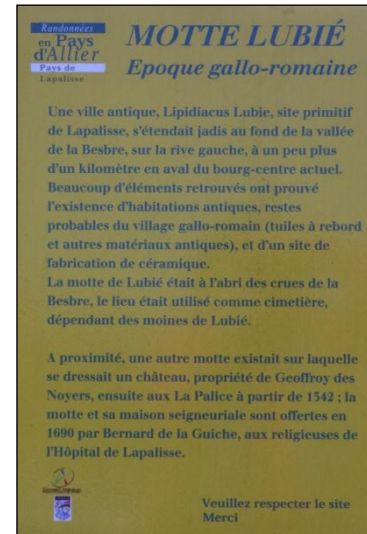 Randonnées
en Pays
d'Allier
Pays de
Lapalisse
MOTTE LUBIÉ
Epoque gallo-romaine
Une ville antique, Lipidiacus Lubie, site primitif
de Lapalisse, s'étendait jadis au fond de la vallée
de la Besbre, sur la rive gauche, à un peu plus
d'un kilomètre en aval du bourg-centre actuel.
Beaucoup d'éléments retrouvés ont prouvé
l'existence d'habitations antiques, restes
probables du village gallo-romain (tuiles à rebord
et autres matériaux antiques), et d'un site de
fabrication de céramique.
La motte de Lubié était à l'abri des crues de la
Besbre, le lieu était utilisé comme cimetière,
dépendant des moines de Lubié.
A proximité, une autre motte existait sur laquelle
se dressait un château, propriété de Geoffroy des
Noyers, ensuite aux La Palice à partir de 1342 ; la
motte et sa maison seigneuriale sont offertes en
1690 par Bernard de la Guiche, aux religieuses de
l'Hôpital de Lapalisse.
Veuillez respecter le site
Merci